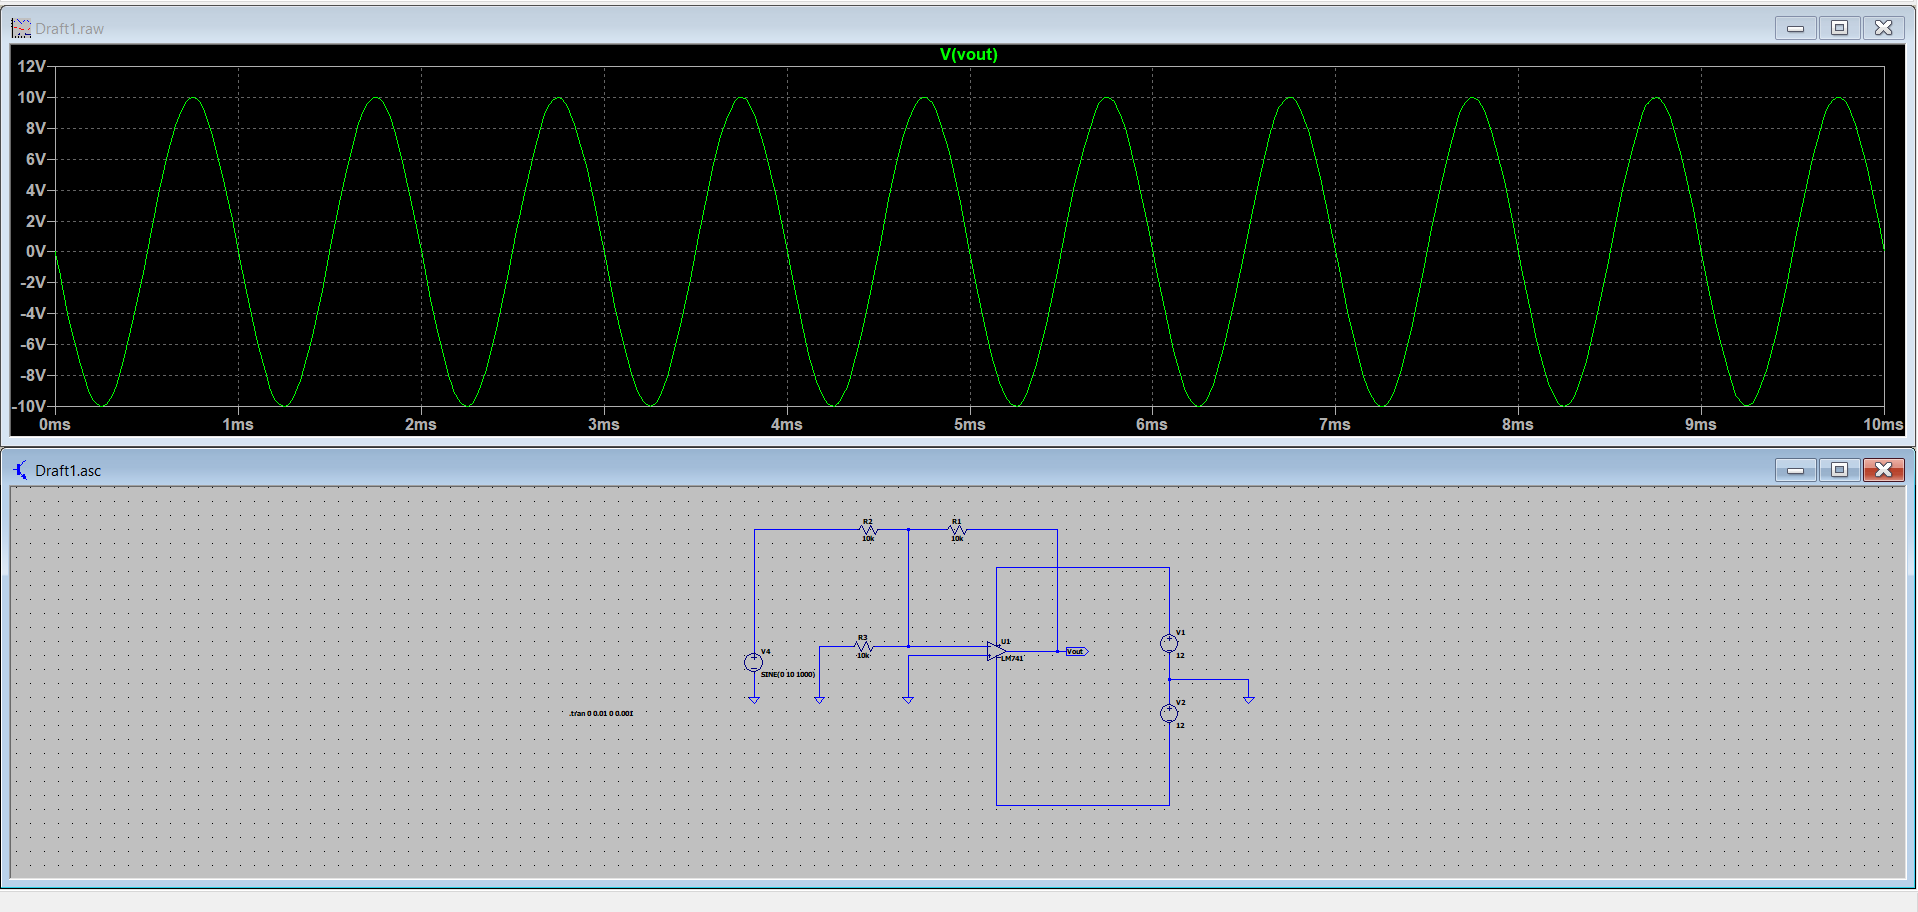 Draft1.raw
V(vout)
12V
10V
8V
6V
4V
2V
0V
-2V
-4V
-6V
-8V
-10V
0ms 1ms 2ms 3ms 4ms 5ms 6ms 7ms 8ms 9ms 10ms
Draft1.asc
R2 R1
10k 10k
R3
10k
U1
LM741
Vout
V1
12
V4
SINE(0 10 1000)
V2
12
.tran 0 0.01 0 0.001